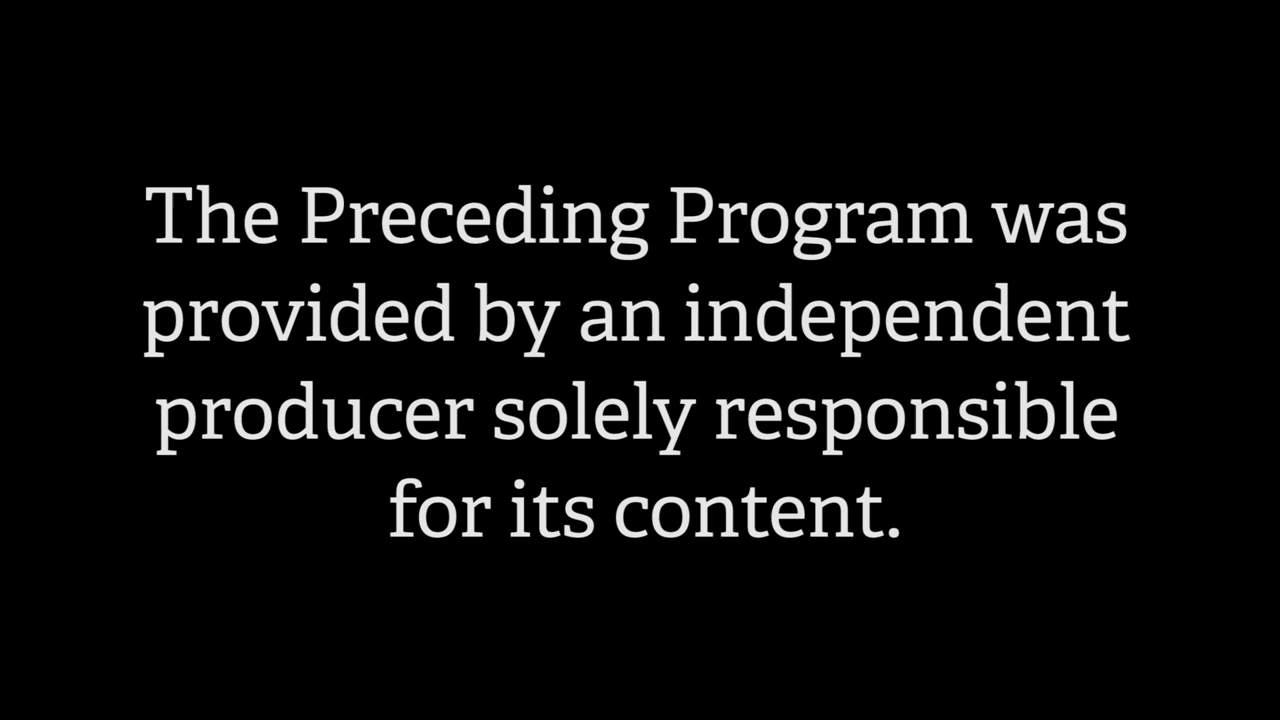 The Preceding Program was
provided by an independent
producer solely responsible
for its content.